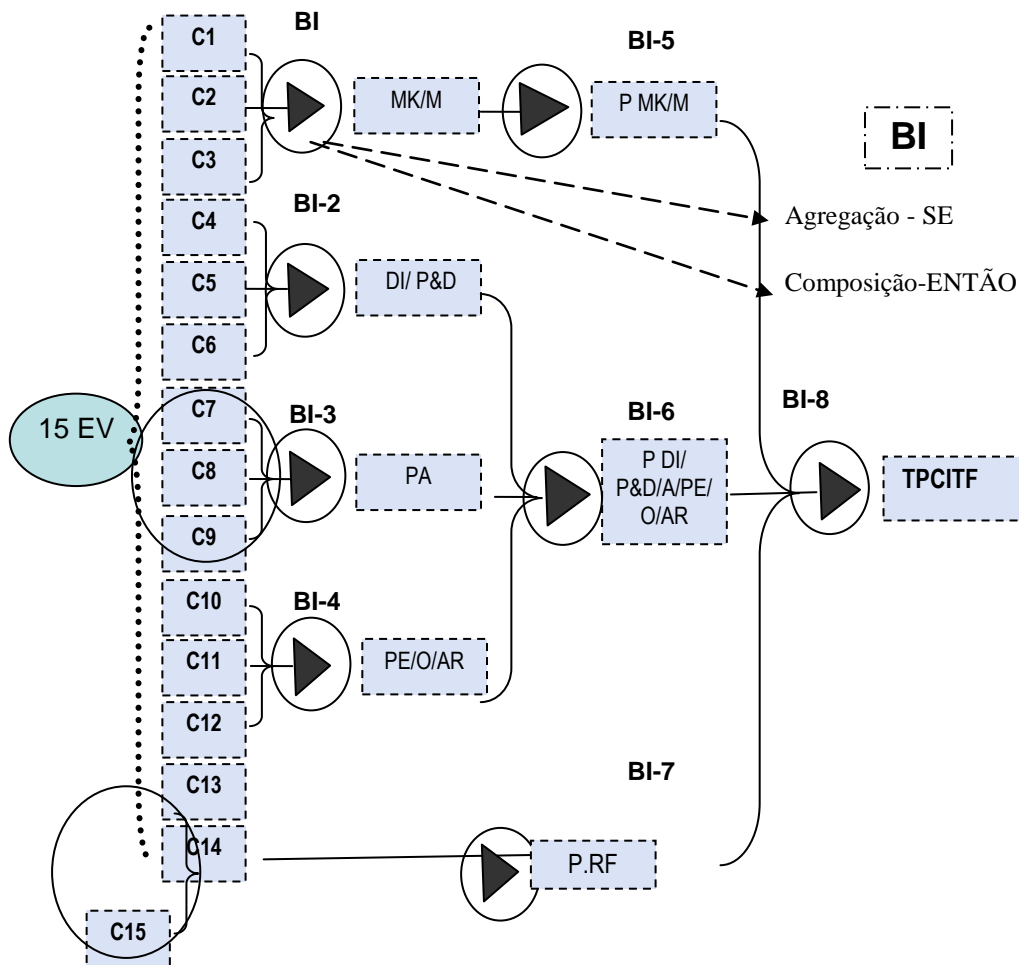 C1
C2
C3
C4
C5
C6
C7
C8
C9
C10
C11
C12
C13
C14
C15
15 EV
BI
MK/M
BI-5
P MK/M
BI
Agregação - SE
Composição-ENTÃO
BI-2
DI/ P&D
BI-3
PA
BI-4
PE/O/AR
BI-6
P DI/
P&D/A/PE/
O/AR
BI-7
P.RF
BI-8
TPCITF